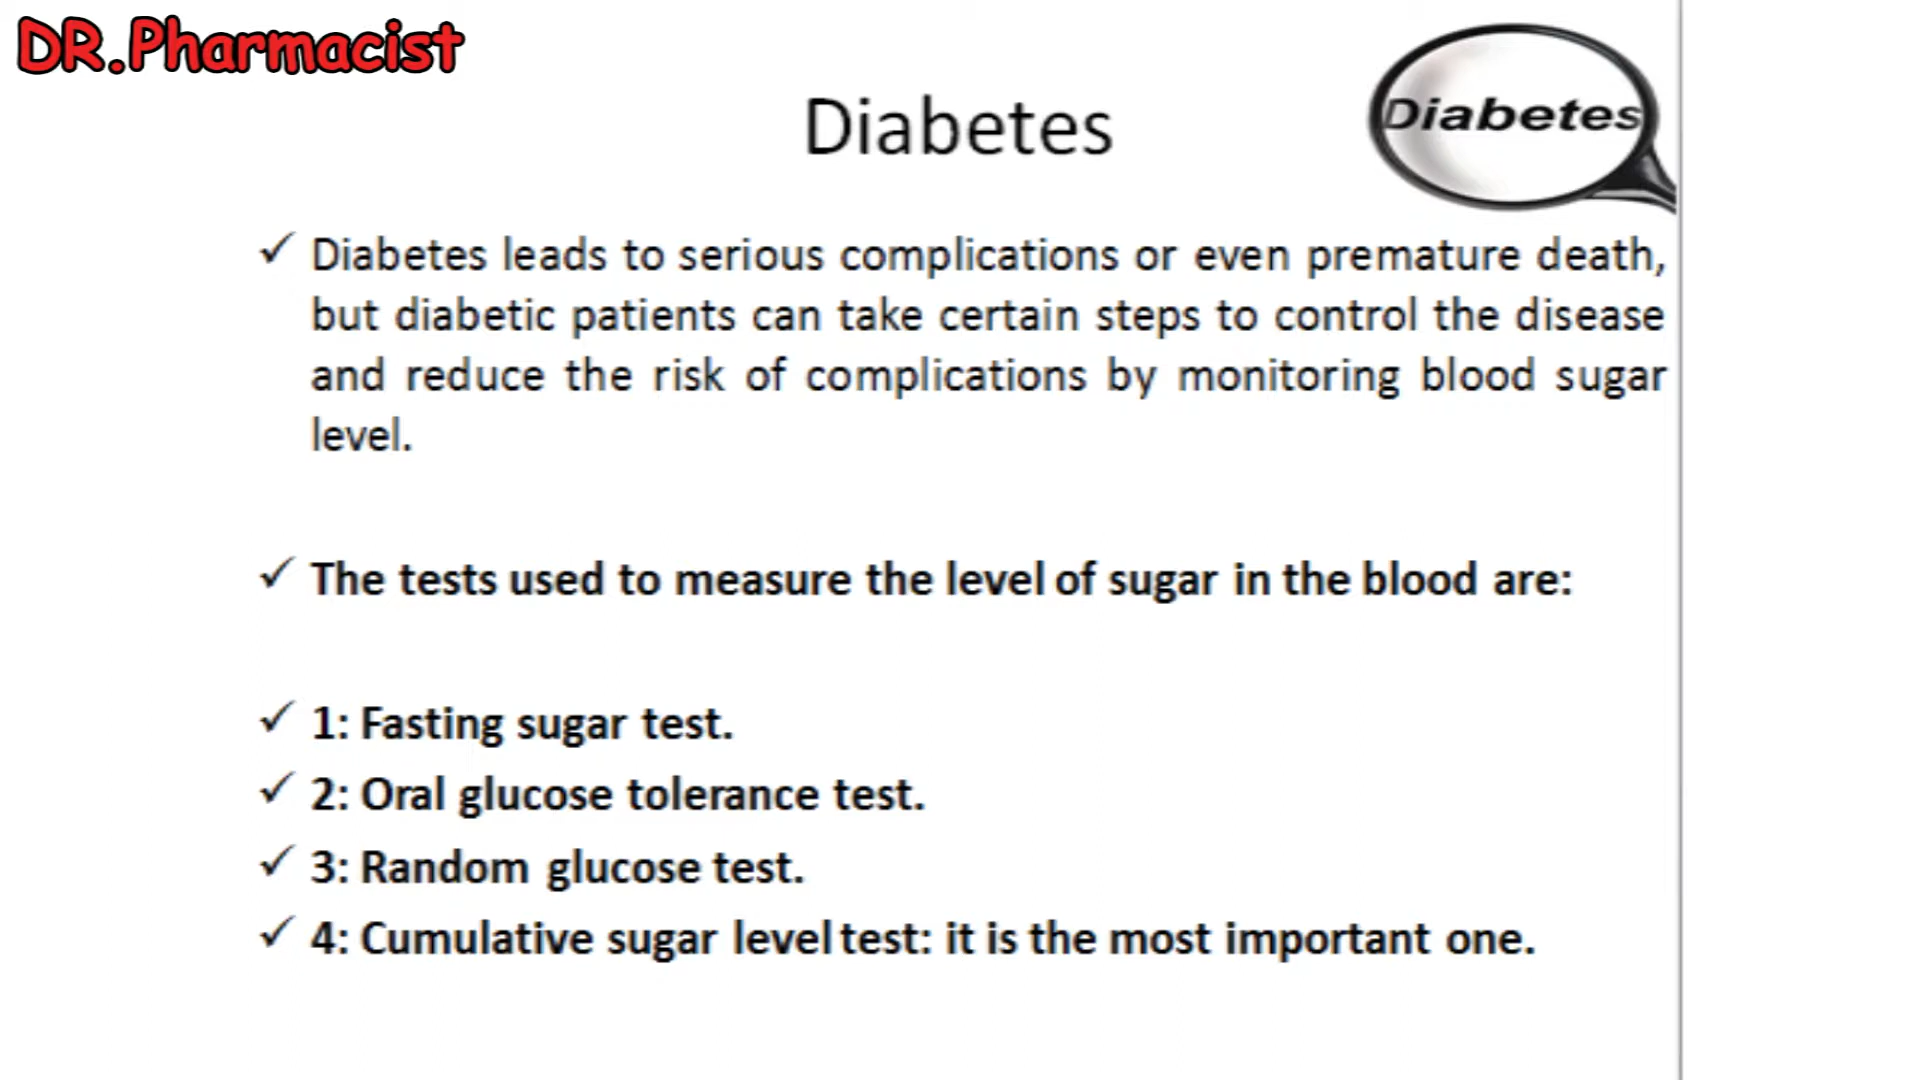 DR.Pharmacist
Diabetes
Diabetes
✓ Diabetes leads to serious complications or even premature death,
but diabetic patients can take certain steps to control the disease
and reduce the risk of complications by monitoring blood sugar
level.
✓ The tests used to measure the level of sugar in the blood are:
✓ 1: Fasting sugar test.
✓ 2: Oral glucose tolerance test.
✓ 3: Random glucose test.
✓ 4: Cumulative sugar level test: it is the most important one.